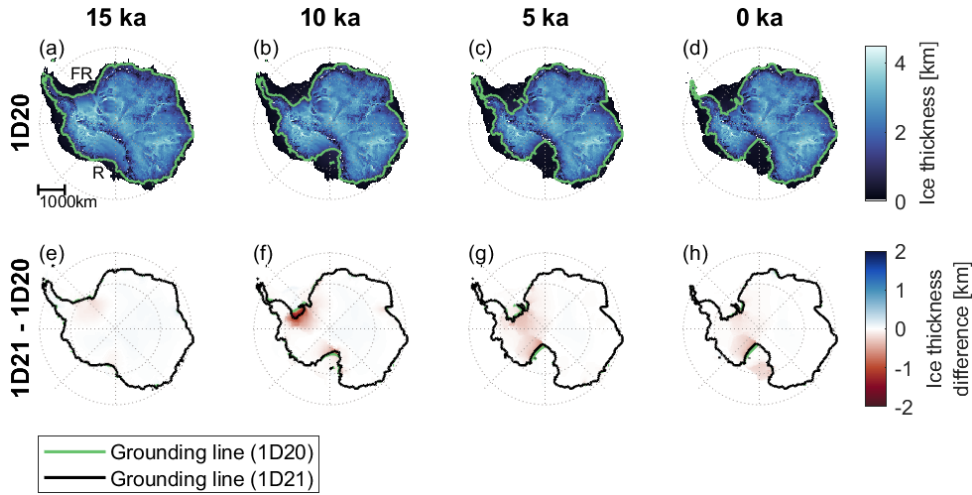 15 ka 10 ka 5 ka 0 ka
1D20
(a) (b) (c) (d)
FR
R
1000km
4
2
0
Ice thickness [km]
1D21 - 1D20
(e) (f) (g) (h)
2
1
0
-1
-2
Ice thickness
difference [km]
Grounding line (1D20)
Grounding line (1D21)